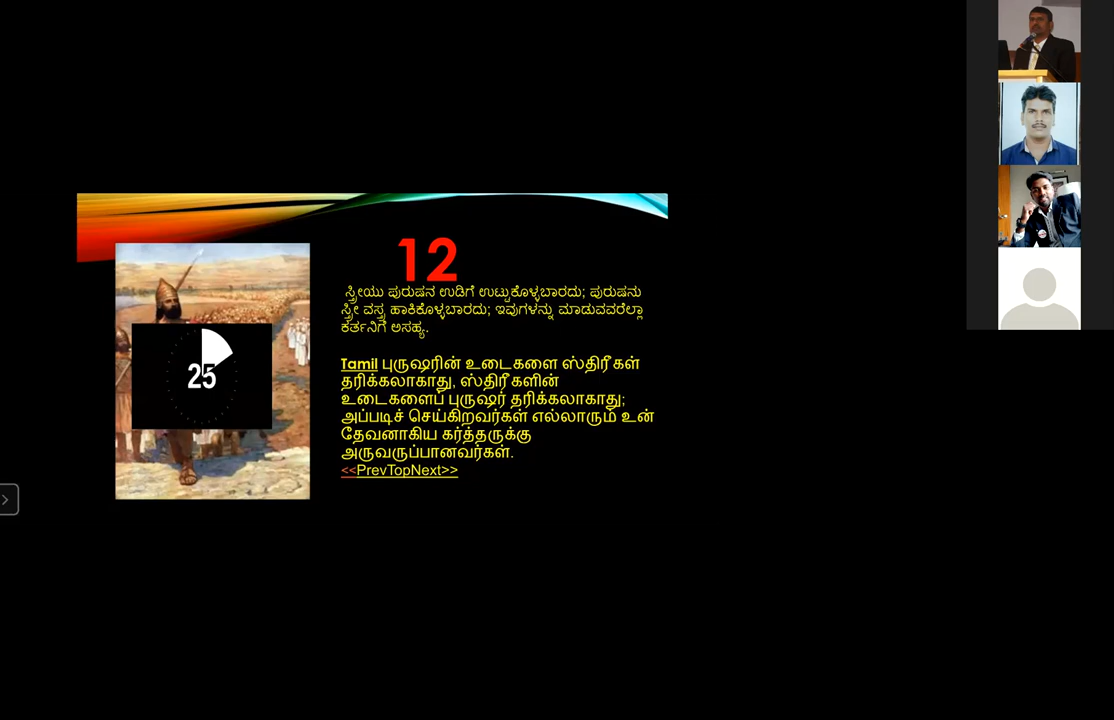 12
ಸ್ತ್ರೀಯು ಪುರುಷನ ಉಡಿಗೆ ಉಟ್ಟುಕೊಳ್ಳಬಾರದು; ಪುರುಷನು
ಸ್ತ್ರೀ ವಸ್ತ್ರ ಹಾಕಿಕೊಳ್ಳಬಾರದು; ಇವುಗಳನ್ನು ಮಾಡುವವರೆಲ್ಲಾ
ಕರ್ತನಿಗೆ ಅಸಹ್ಯ.
25
Tamil புருஷரின் உடைகளை ஸ்திரீகள்
தரிக்கலாகாது, ஸ்திரீகளின்
உடைகளைப் புருஷர் தரிக்கலாகாது;
அப்படிச் செய்கிறவர்கள் எல்லாரும் உன்
தேவனாகிய கர்த்தருக்கு
அருவருப்பானவர்கள்.
<<PrevTopNext>>